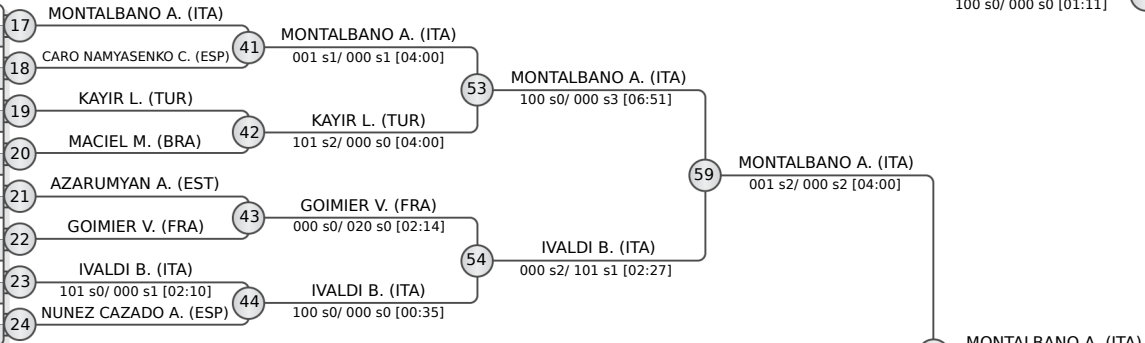 100 s0/ 000 s0 [01:11]
17
MONTALBANO A. (ITA)
18
CARO NAMYASENKO C. (ESP)
41
MONTALBANO A. (ITA)
001 s1/ 000 s1 [04:00]
19
KAYIR L. (TUR)
20
MACIEL M. (BRA)
42
KAYIR L. (TUR)
101 s2/ 000 s0 [04:00]
53
MONTALBANO A. (ITA)
100 s0/ 000 s3 [06:51]
21
AZARUMYAN A. (EST)
22
GOIMIER V. (FRA)
43
GOIMIER V. (FRA)
000 s0/ 020 s0 [02:14]
23
IVALDI B. (ITA)
101 s0/ 000 s1 [02:10]
24
NUNEZ CAZADO A. (ESP)
44
IVALDI B. (ITA)
100 s0/ 000 s0 [00:35]
54
IVALDI B. (ITA)
000 s2/ 101 s1 [02:27]
59
MONTALBANO A. (ITA)
001 s2/ 000 s2 [04:00]
MONTALBANO A. (ITA)